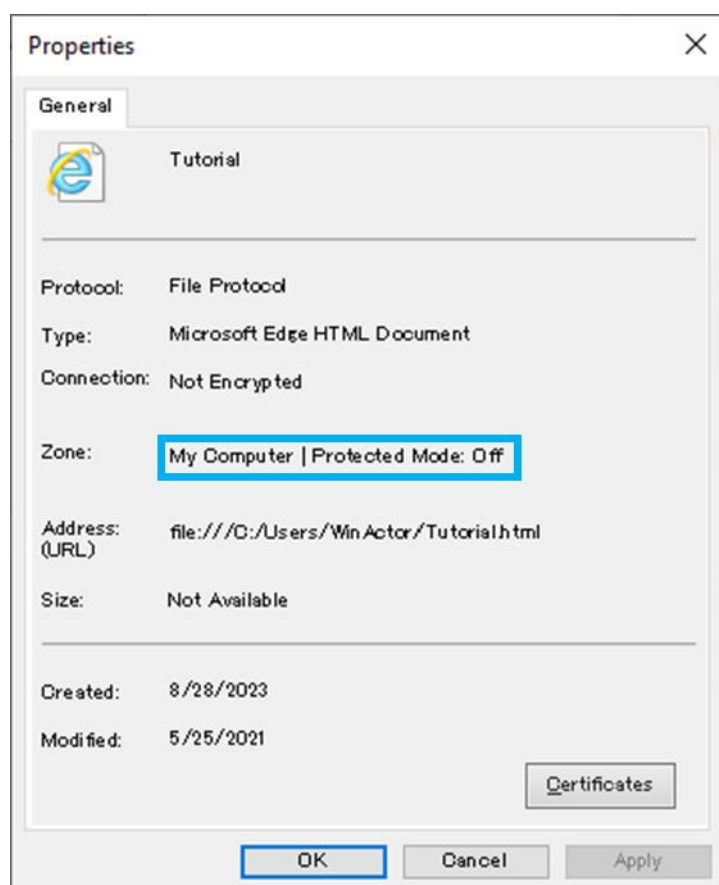 Properties
General
Tutorial
Protocol: File Protocol
Type: Microsoft Edge HTML Document
Connection: Not Encrypted
Zone: My Computer | Protected Mode: Off
Address: file:///C:/Users/WinActor/Tutorial.html
(URL)
Size: Not Available
Created: 8/28/2023
Modified: 5/25/2021
Certificates
OK Cancel Apply